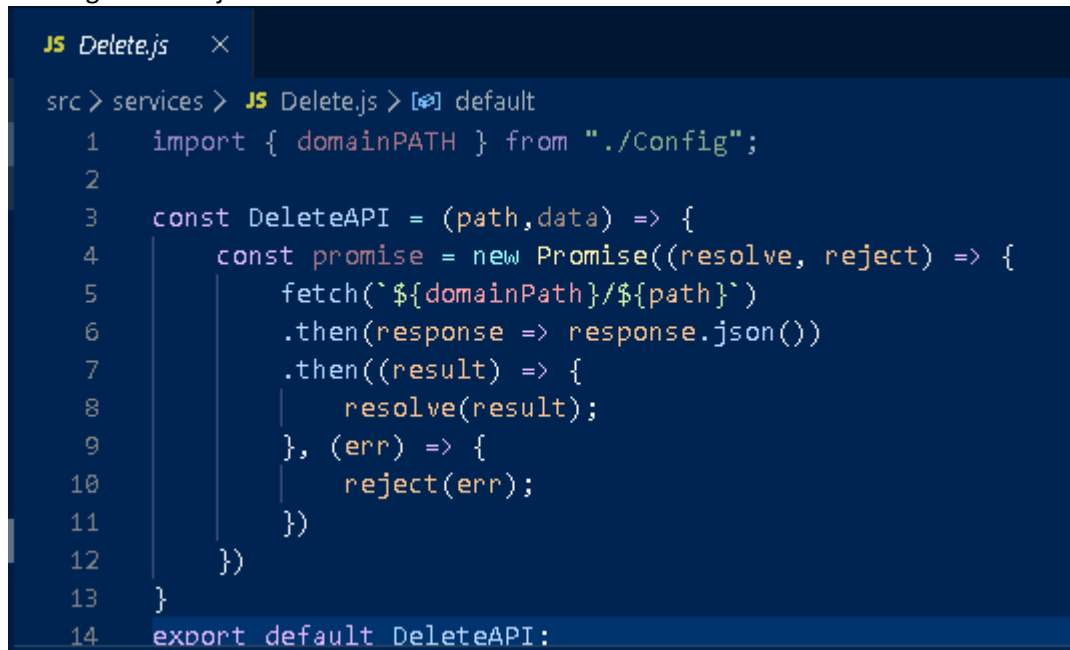 JS Delete.js ×
src > services > JS Delete.js > default
1 import { domainPATH } from "./Config";
2
3 const DeleteAPI = (path,data) => {
4 const promise = new Promise((resolve, reject) => {
5 fetch(`${domainPath}/${path}`)
6 .then(response => response.json())
7 .then((result) => {
8 resolve(result);
9 }, (err) => {
10 reject(err);
11 })
12 })
13 }
14 export default DeleteAPI;